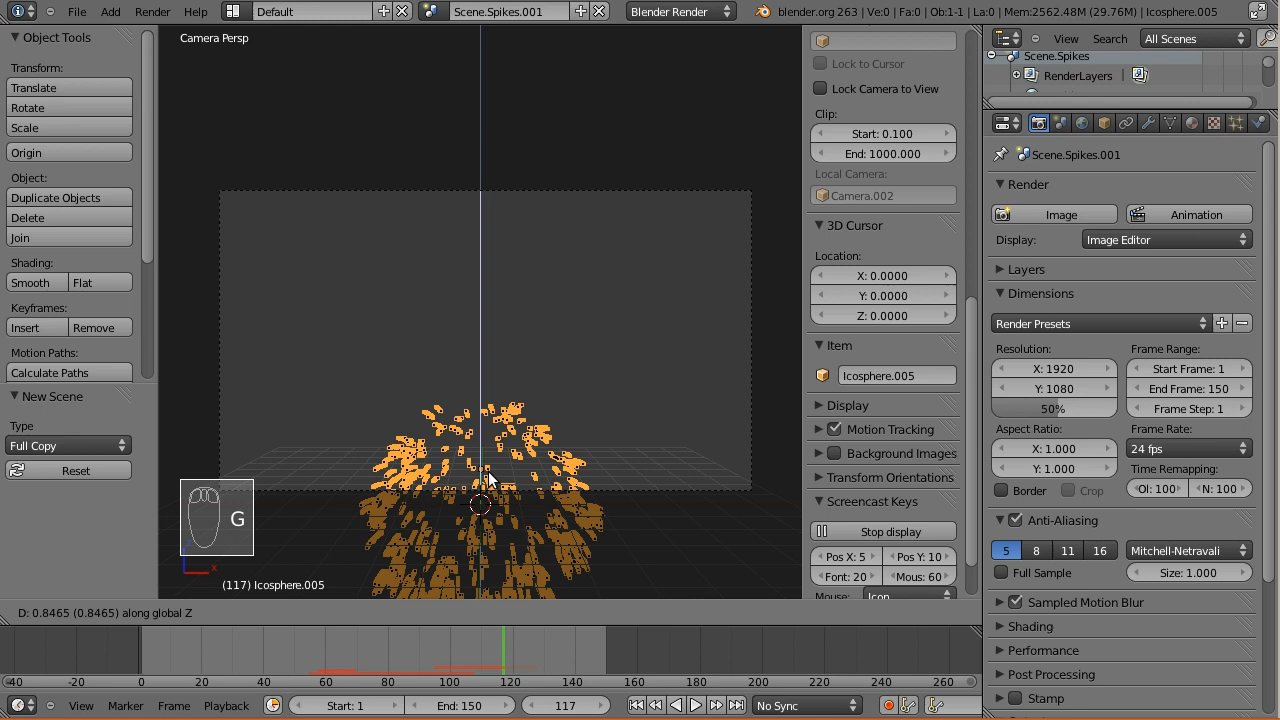 File Add Render Help Default Scene.Spikes.001 Blender Render blender.org 263 | Ve:0 | Fa:0 | Ob:1-1 | La:0 | Mem:2562.48M (29.76M) | Icosphere.005
Object Tools
Transform:
Translate
Rotate
Scale
Origin
Object:
Duplicate Objects
Delete
Join
Shading:
Smooth Flat
Keyframes:
Insert Remove
Motion Paths:
Calculate Paths
New Scene
Type
Full Copy
Reset
Camera Persp
G
x
(117) Icosphere.005
Lock to Cursor
Lock Camera to View
Clip:
Start: 0.100
End: 1000.000
Local Camera:
Camera.002
3D Cursor
Location:
X: 0.0000
Y: 0.0000
Z: 0.0000
Item
Icosphere.005
Display
Motion Tracking
Background Images
Transform Orientations
Screencast Keys
Stop display
Pos X: 5 Pos Y: 10
Font: 20 Mous: 60
Mouse: Icon
View Search All Scenes
Scene.Spikes
RenderLayers |
Scene.Spikes.001
Render
Image Animation
Display: Image Editor
Layers
Dimensions
Render Presets
Resolution: Frame Range:
X: 1920 Start Frame: 1
Y: 1080 End Frame: 150
50% Frame Step: 1
Aspect Ratio: Frame Rate:
X: 1.000 24 fps
Y: 1.000 Time Remapping:
Border Crop Ol: 100 N: 100
Anti-Aliasing
5 8 11 16 Mitchell-Netravali
Full Sample Size: 1.000
Sampled Motion Blur
Shading
Performance
Post Processing
Stamp
D: 0.8465 (0.8465) along global Z
-40 -20 0 20 40 60 80 100 120 140 160 180 200 220 240 260
View Marker Frame Playback Start: 1 End: 150 117 No Sync